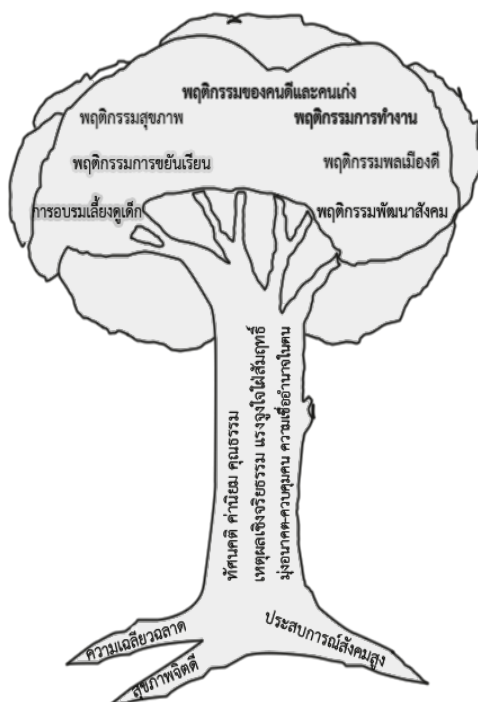 พฤติกรรมของคนดีและคนเก่ง
พฤติกรรมสุขภาพ
พฤติกรรมการทำงาน
พฤติกรรมการขยันเรียน
พฤติกรรมพลเมืองดี
การอบรมเลี้ยงดูเด็ก
พฤติกรรมพัฒนาสังคม
ทัศนคติ ค่านิยม คุณธรรม
เหตุผลเชิงจริยธรรม แรงจูงใจใฝ่สัมฤทธิ์
มุ่งอนาคต-ควบคุมตน ความเชื่ออำนาจในตน
ความเฉลียวฉลาด
สุขภาพจิตดี
ประสบการณ์สังคมสูง